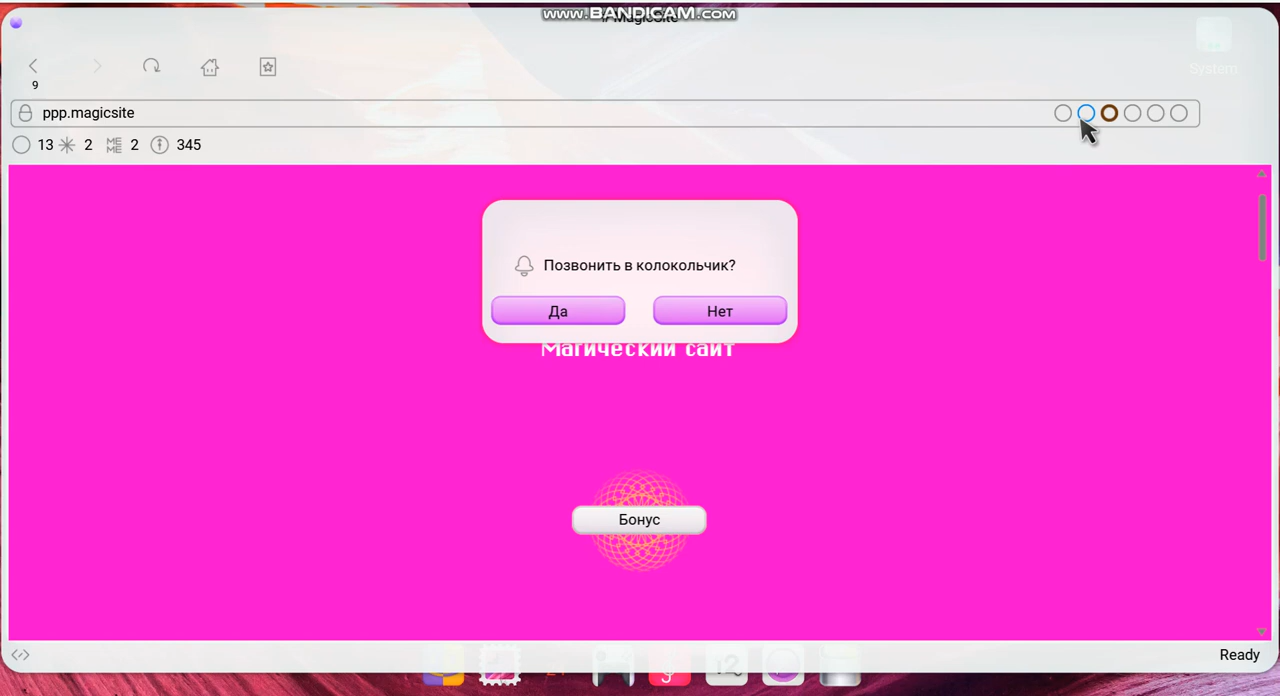 www.BANDICAM.com
# MagicSite
System
9
ppp.magicsite
13 2 2 345
Позвонить в колокольчик?
Да Нет
Магический сайт
Бонус
Ready